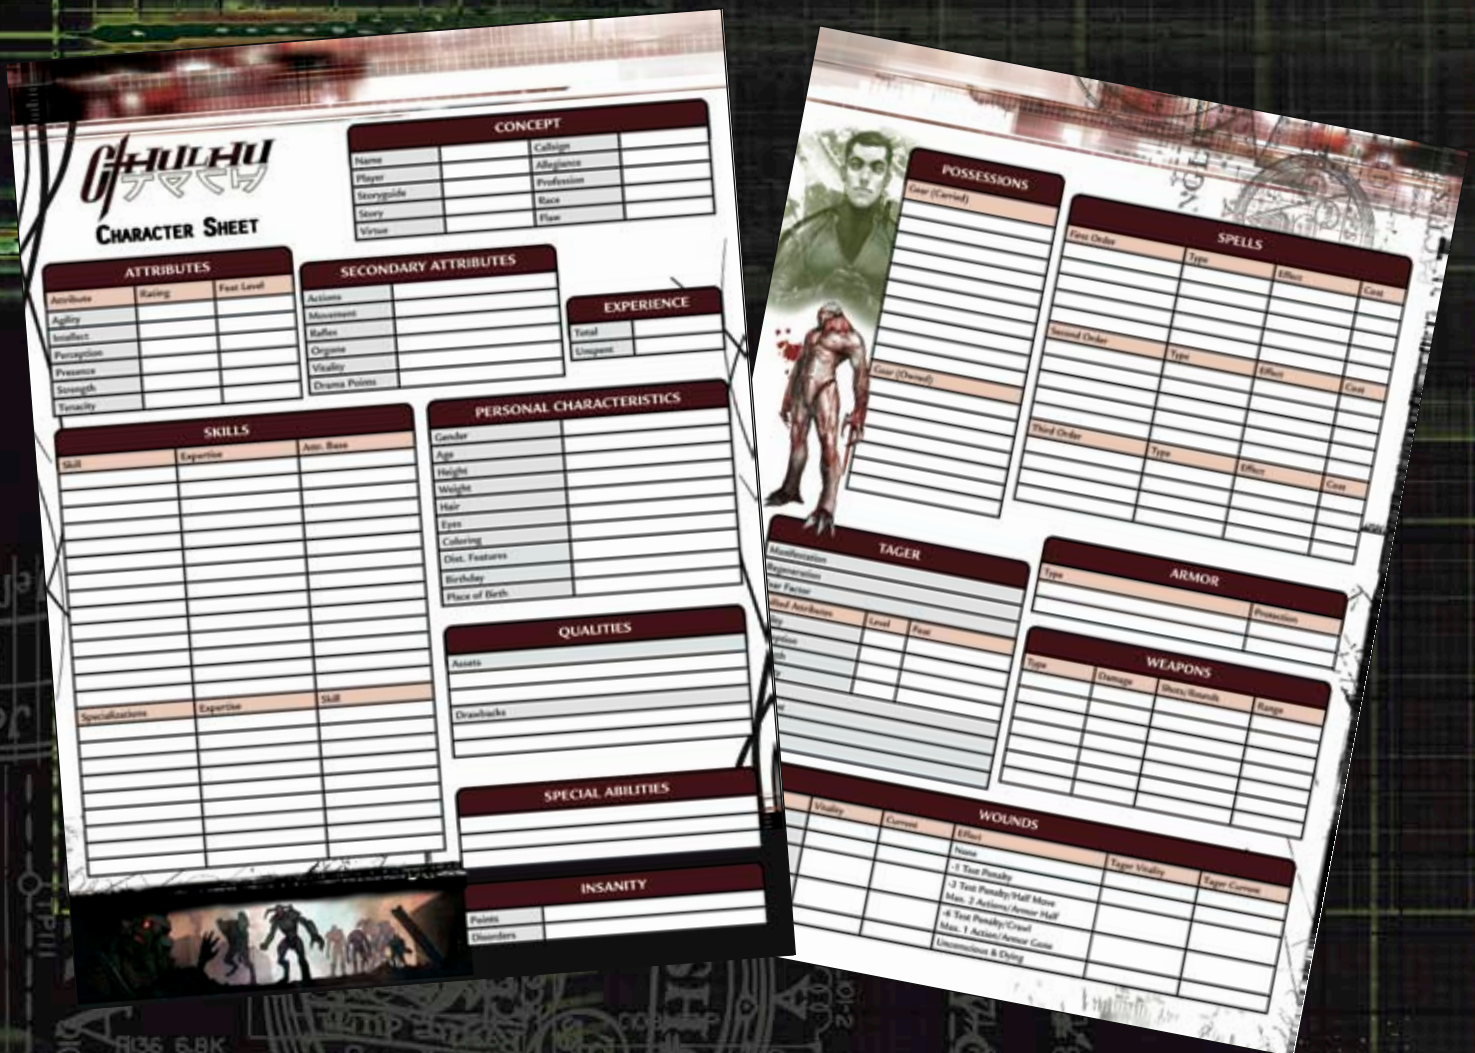 CTHULHU
TECH
CHARACTER SHEET
CONCEPT
Name
Callsign
Player
Allegiance
Storyguide
Profession
Story
Race
Virtue
Flaw
ATTRIBUTES
Attribute Rating Feat Level
Agility
Intellect
Perception
Presence
Strength
Tenacity
SECONDARY ATTRIBUTES
Actions
Movement
Reflex
Orgone
Vitality
Drama Points
EXPERIENCE
Total
Unspent
SKILLS
Skill Expertise Attr. Base
Specializations Expertise Skill
PERSONAL CHARACTERISTICS
Gender
Age
Height
Weight
Hair
Eyes
Coloring
Dist. Features
Birthday
Place of Birth
QUALITIES
Assets
Drawbacks
SPECIAL ABILITIES
INSANITY
Points
Disorders
POSSESSIONS
Gear (Carried)
Gear (Owned)
SPELLS
First Order Type Effect Cost
Second Order Type Effect Cost
Third Order Type Effect Cost
TAGER
Manifestation
Regeneration
Factor
Attributes Level Feat
ARMOR
Type Protection
WEAPONS
Type Damage Shots/Rounds Range
WOUNDS
Vitality Current Effect Tager Vitality Tager Current
None
-1 Test Penalty
-3 Test Penalty/Half Move
Max. 2 Actions/Armor Half
-6 Test Penalty/Crawl
Max. 1 Action/Armor Gone
Unconscious & Dying